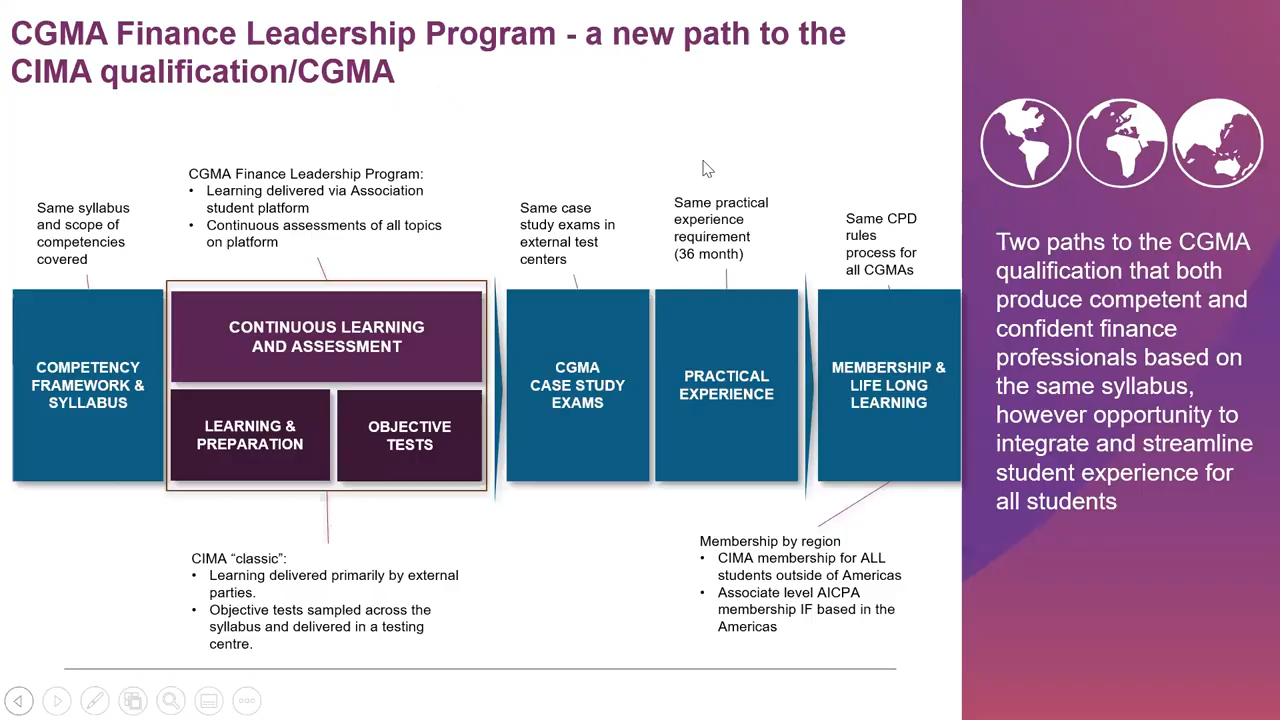 CGMA Finance Leadership Program - a new path to the
CIMA qualification/CGMA
CGMA Finance Leadership Program:
• Learning delivered via Association
student platform
• Continuous assessments of all topics
on platform
Same syllabus
and scope of
competencies
covered
Same case
study exams in
external test
centers
Same practical
experience
requirement
(36 month)
Same CPD
rules
process for
all CGMAs
COMPETENCY
FRAMEWORK &
SYLLABUS
CONTINUOUS LEARNING
AND ASSESSMENT
LEARNING &
PREPARATION
OBJECTIVE
TESTS
CGMA
CASE STUDY
EXAMS
PRACTICAL
EXPERIENCE
MEMBERSHIP &
LIFE LONG
LEARNING
CIMA “classic”:
• Learning delivered primarily by external
parties.
• Objective tests sampled across the
syllabus and delivered in a testing
centre.
Membership by region
• CIMA membership for ALL
students outside of Americas
• Associate level AICPA
membership IF based in the
Americas
Two paths to the CGMA
qualification that both
produce competent and
confident finance
professionals based on
the same syllabus,
however opportunity to
integrate and streamline
student experience for
all students